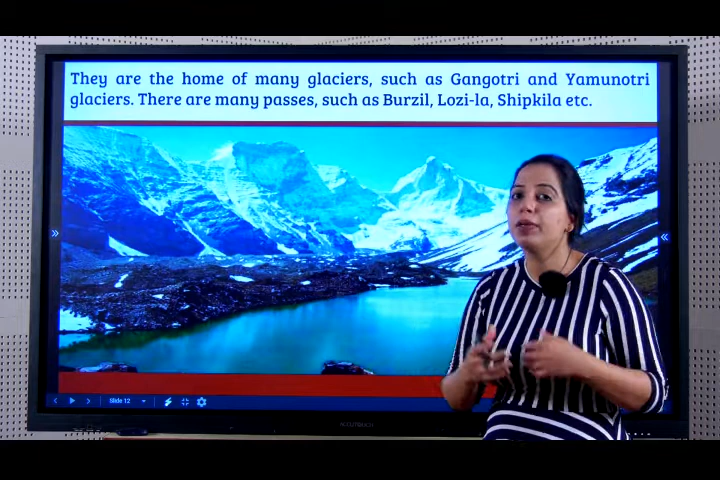 They are the home of many glaciers, such as Gangotri and Yamunotri
glaciers. There are many passes, such as Burzil, Lozi-la, Shipkila etc.
Slide 12